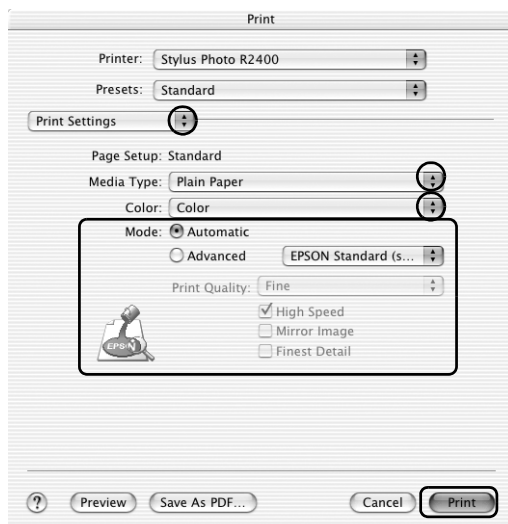 Print
Printer: Stylus Photo R2400
Presets: Standard
Print Settings
Page Setup: Standard
Media Type: Plain Paper
Color: Color
Mode: Automatic
Advanced EPSON Standard (s...
Print Quality: Fine
High Speed
Mirror Image
EPSON
Finest Detail
? Preview Save As PDF... Cancel Print